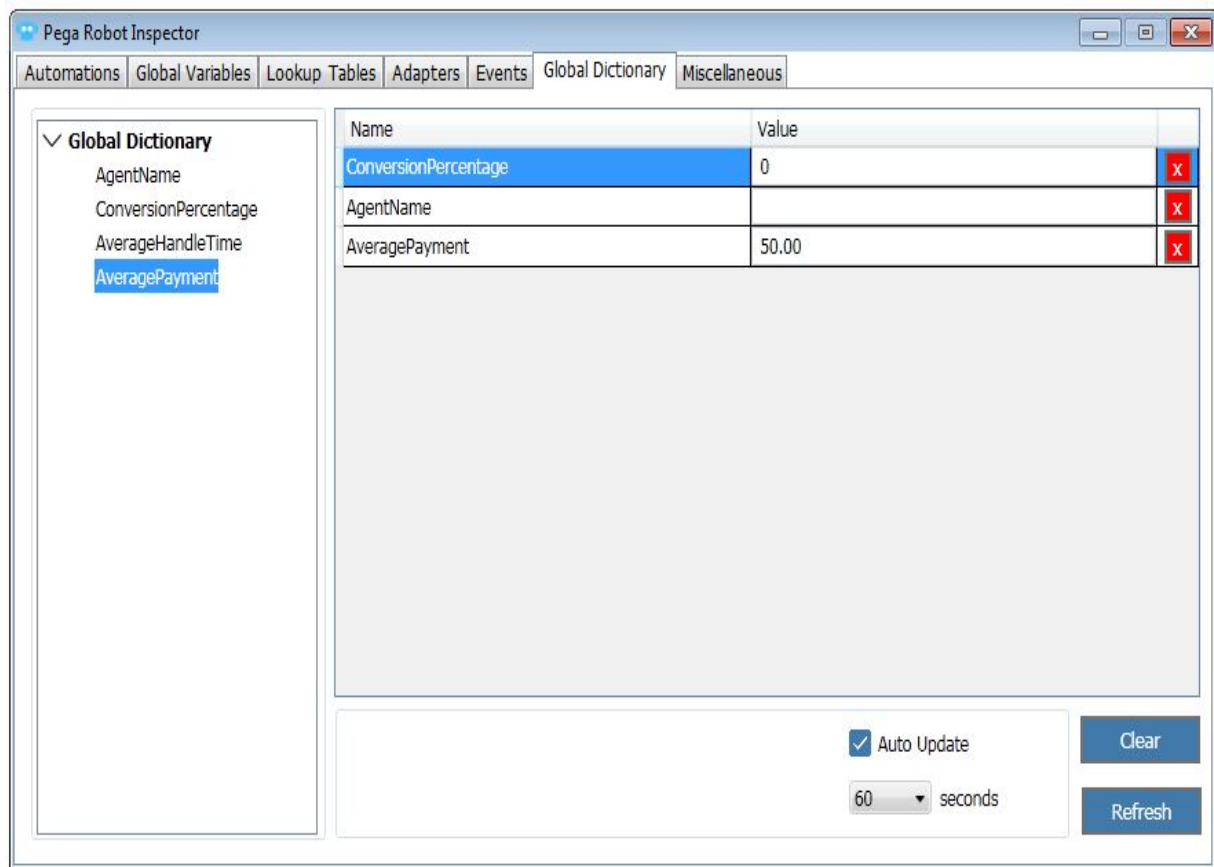 Pega Robot Inspector
Automations Global Variables Lookup Tables Adapters Events Global Dictionary Miscellaneous
Global Dictionary
AgentName
ConversionPercentage
AverageHandleTime
AveragePayment
Name Value
ConversionPercentage 0 x
AgentName x
AveragePayment 50.00 x
Auto Update
60 seconds
Clear
Refresh